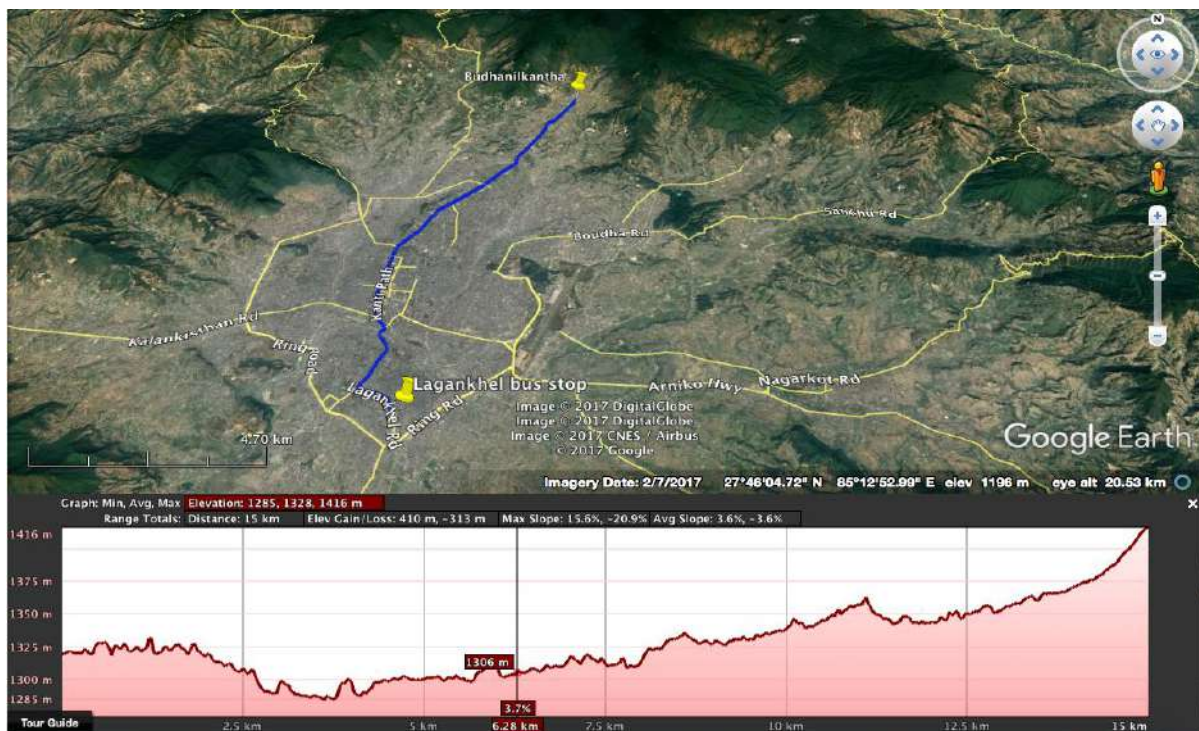 N
Budhanilkantha
Sankhu Rd
Boudha Rd
Kanti Path
Kalankisthan Rd
Ring Road
Lagankhel bus stop
Lagankhel Rd
Ring Rd
Arniko Hwy
Nagarkot Rd
Image © 2017 DigitalGlobe
Image © 2017 DigitalGlobe
Image © 2017 CNES / Airbus
© 2017 Google
Google Earth
4.70 km
Imagery Date: 2/7/2017 27°46'04.72" N 85°12'52.99" E elev 1196 m eye alt 20.53 km
Graph: Min, Avg, Max Elevation: 1285, 1328, 1416 m
Range Totals: Distance: 15 km Elev Gain/Loss: 410 m, -313 m Max Slope: 15.6%, -20.9% Avg Slope: 3.6%, -3.6%
1416 m
1375 m
1350 m
1325 m
1300 m
1285 m
1306 m
3.7%
Tour Guide
2.5 km 5 km 6.28 km 7.5 km 10 km 12.5 km 15 km